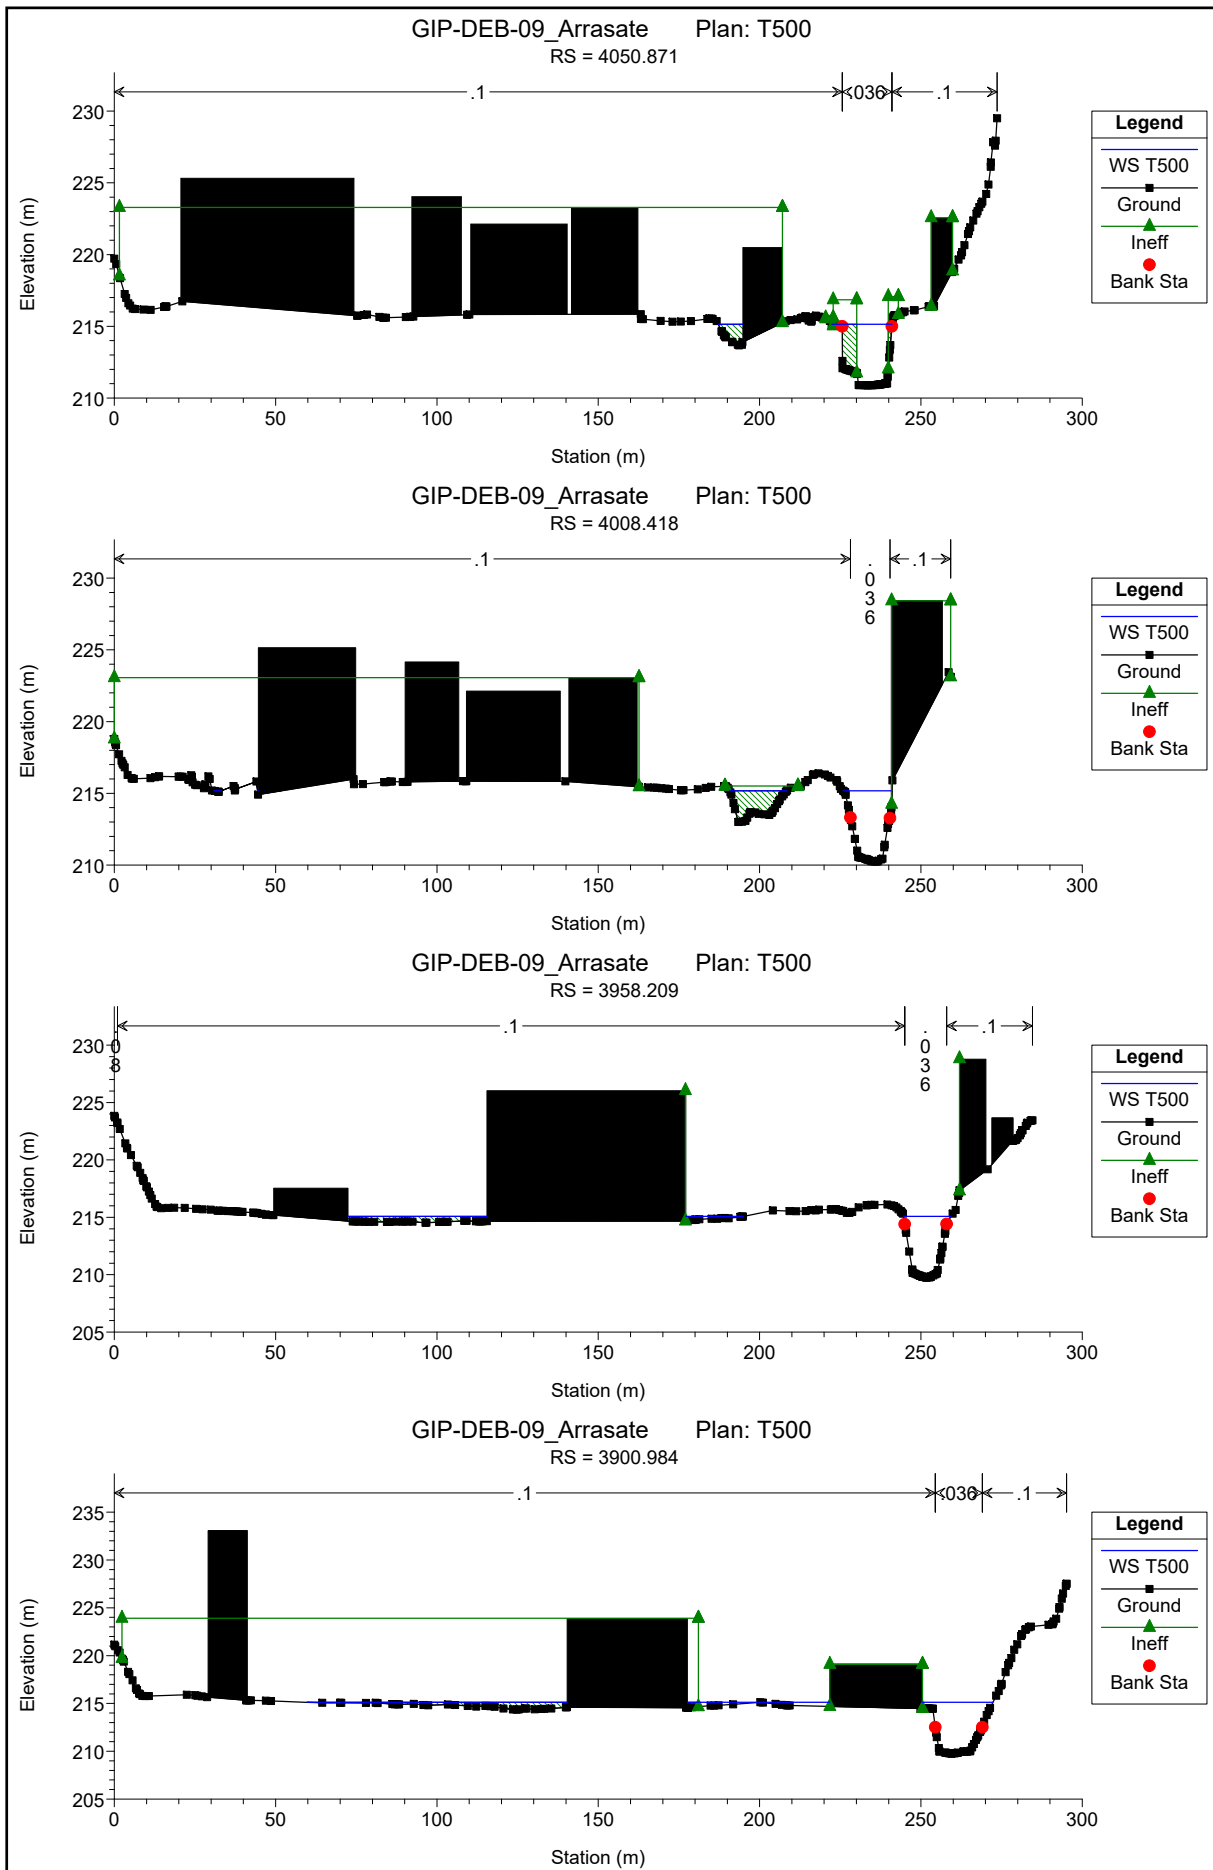 GIP-DEB-09_Arrasate Plan: T500
RS = 4050.871
.1 .036 .1
230
225
220
215
210
0 50 100 150 200 250 300
Elevation (m)
Station (m)
Legend
WS T500
Ground
Ineff
Bank Sta
GIP-DEB-09_Arrasate Plan: T500
RS = 4008.418
.1 .036 .1
230
225
220
215
210
0 50 100 150 200 250 300
Elevation (m)
Station (m)
Legend
WS T500
Ground
Ineff
Bank Sta
GIP-DEB-09_Arrasate Plan: T500
RS = 3958.209
.08 .1 .036 .1
230
225
220
215
210
205
0 50 100 150 200 250 300
Elevation (m)
Station (m)
Legend
WS T500
Ground
Ineff
Bank Sta
GIP-DEB-09_Arrasate Plan: T500
RS = 3900.984
.1 .036 .1
235
230
225
220
215
210
205
0 50 100 150 200 250 300
Elevation (m)
Station (m)
Legend
WS T500
Ground
Ineff
Bank Sta